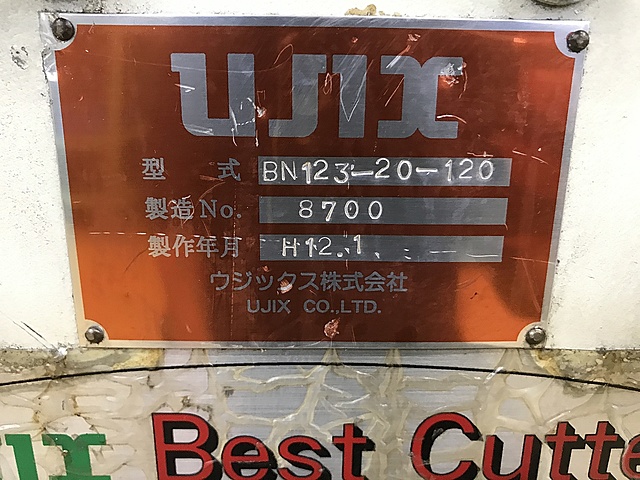 UJIX
型式 BN123-20-120
製造No. 8700
製作年月 H12.1.
ウジックス株式会社
UJIX CO.,LTD.
IX Best Cutte